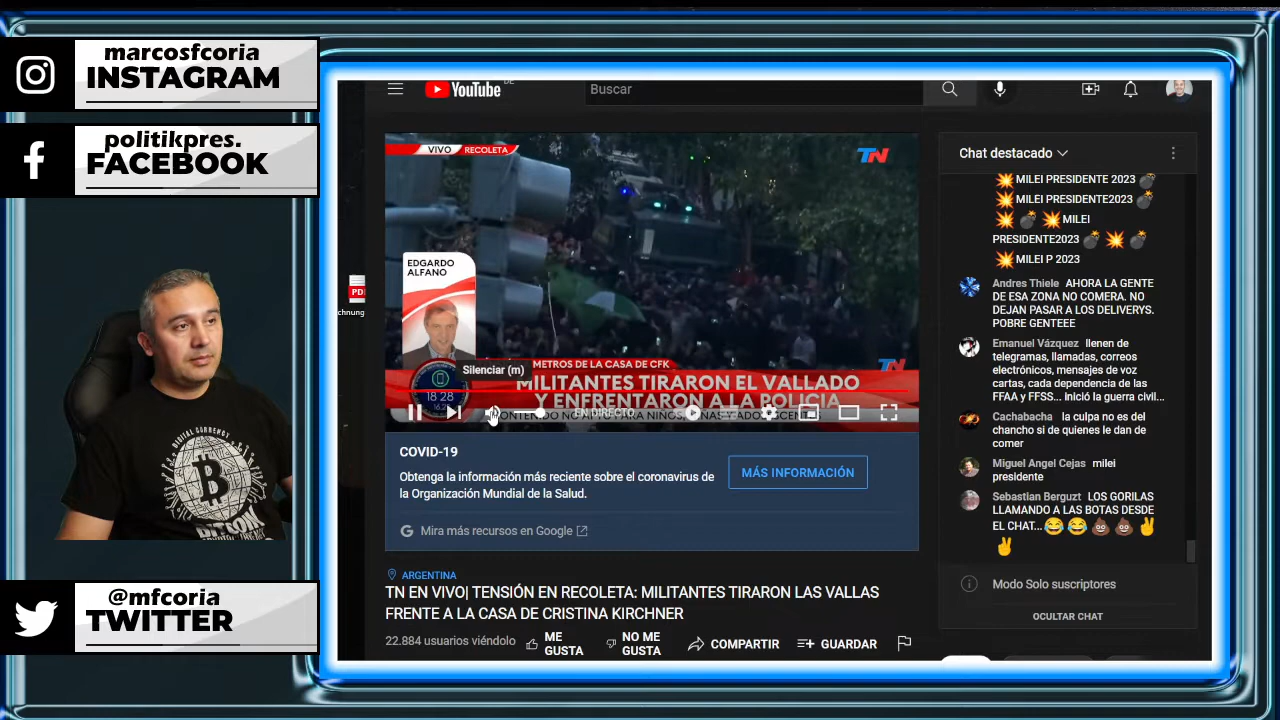 marcosfcoria
INSTAGRAM
politikpres.
FACEBOOK
@mfcoria
TWITTER
DIGITAL CURRENCY
BITCOIN
PDF
chnung
YouTube DE
Buscar
VIVO RECOLETA
TN
EDGARDO
ALFANO
METROS DE LA CASA DE CFK
TN
Silenciar (m)
MILITANTES TIRARON EL VALLADO
Y ENFRENTARON A LA POLICIA
18 28
EN DIRECTO
COVID-19
Obtenga la información más reciente sobre el coronavirus de
la Organización Mundial de la Salud.
MÁS INFORMACIÓN
Mira más recursos en Google
ARGENTINA
TN EN VIVO| TENSIÓN EN RECOLETA: MILITANTES TIRARON LAS VALLAS
FRENTE A LA CASA DE CRISTINA KIRCHNER
22.884 usuarios viéndolo
ME
GUSTA
NO ME
GUSTA
COMPARTIR
GUARDAR
Chat destacado
💥MILEI PRESIDENTE 2023 💣
💥MILEI PRESIDENTE2023 💣
💥 💣 💥MILEI
PRESIDENTE2023 💣 💥 💣
💥MILEI P 2023
Andres Thiele AHORA LA GENTE
DE ESA ZONA NO COMERA. NO
DEJAN PASAR A LOS DELIVERYS.
POBRE GENTEEE
Emanuel Vázquez llenen de
telegramas, llamadas, correos
electrónicos, mensajes de voz
cartas, cada dependencia de las
FFAA y FFSS... Inició la guerra civil...
Cachabacha la culpa no es del
chancho si de quienes le dan de
comer
Miguel Angel Cejas milei
presidente
Sebastian Berguzt LOS GORILAS
LLAMANDO A LAS BOTAS DESDE
EL CHAT...😂😂💩💩✌
✌
Modo Solo suscriptores
OCULTAR CHAT